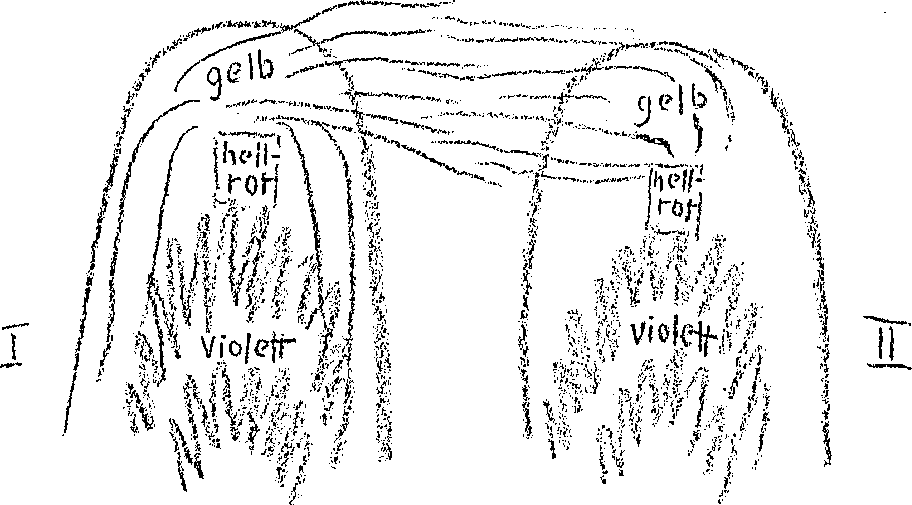 gelb
gelb
hell-
rot
hell-
rot
I
violett
violett
II